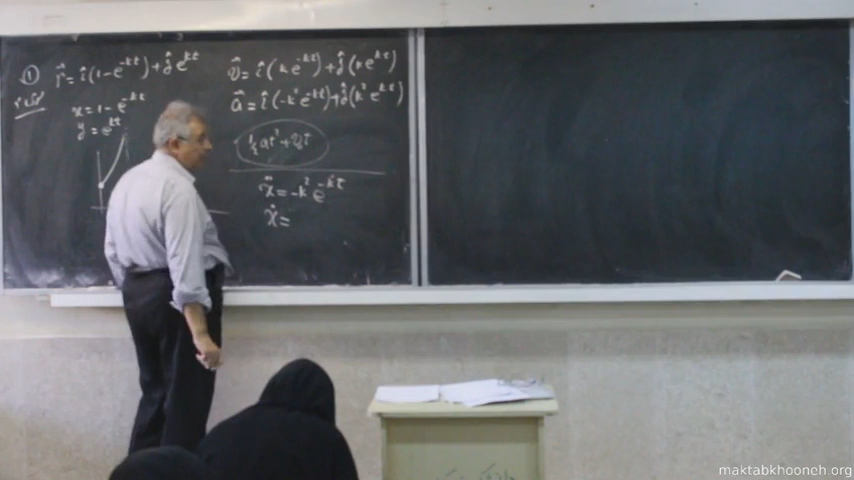 ① r⃗ = î(1-e^{-kt}) + ĵ e^{kt}
x = 1 - e^{-kt}
y = e^{kt}
v⃗ = î(k e^{-kt}) + ĵ(k e^{kt})
a⃗ = î(-k² e^{-kt}) + ĵ(k² e^{kt})
½at² + v₀t
ẍ = -k² e^{-kt}
ẋ =
maktabkhooneh.org